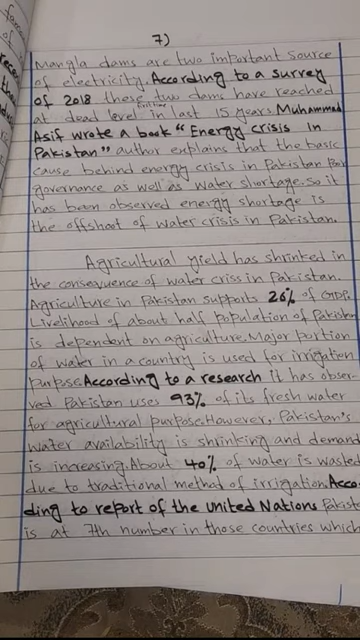 7)
Mangla dams are two important source
of electricity. According to a survey
of 2018 these two dams have reached
at dead level first time in last 15 years Muhammad
Asif wrote a book "Energy crisis in
Pakistan" author explains that the basic
cause behind energy crisis in Pakistan
governance as well as water shortage. So it
has been observed energy shortage is
the offshoot of water crisis in Pakistan.
Agricultural yield has shrinked in
the consequence of water criss in Pakistan.
Agriculture in Pakistan supports 26% of GDP.
Livelihood of about half population of Pakistan
is dependent on agriculture. Major portion
of water in a country is used for irrigation
purpose. According to a research it has obser-
ved Pakistan uses 93% of its fresh water
for agricultural purpose. However, Pakistan's
water availability is shrinking and demand
is increasing. About 40% of water is wasted
due to traditional method of irrigation. Acco-
ding to report of the united Nations Pakista
is at 7th number in those countries which